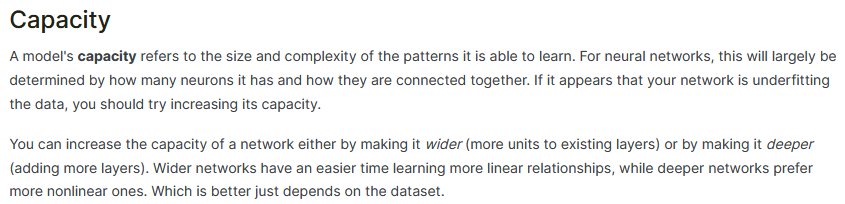 Capacity
A model's capacity refers to the size and complexity of the patterns it is able to learn. For neural networks, this will largely be
determined by how many neurons it has and how they are connected together. If it appears that your network is underfitting
the data, you should try increasing its capacity.
You can increase the capacity of a network either by making it wider (more units to existing layers) or by making it deeper
(adding more layers). Wider networks have an easier time learning more linear relationships, while deeper networks prefer
more nonlinear ones. Which is better just depends on the dataset.